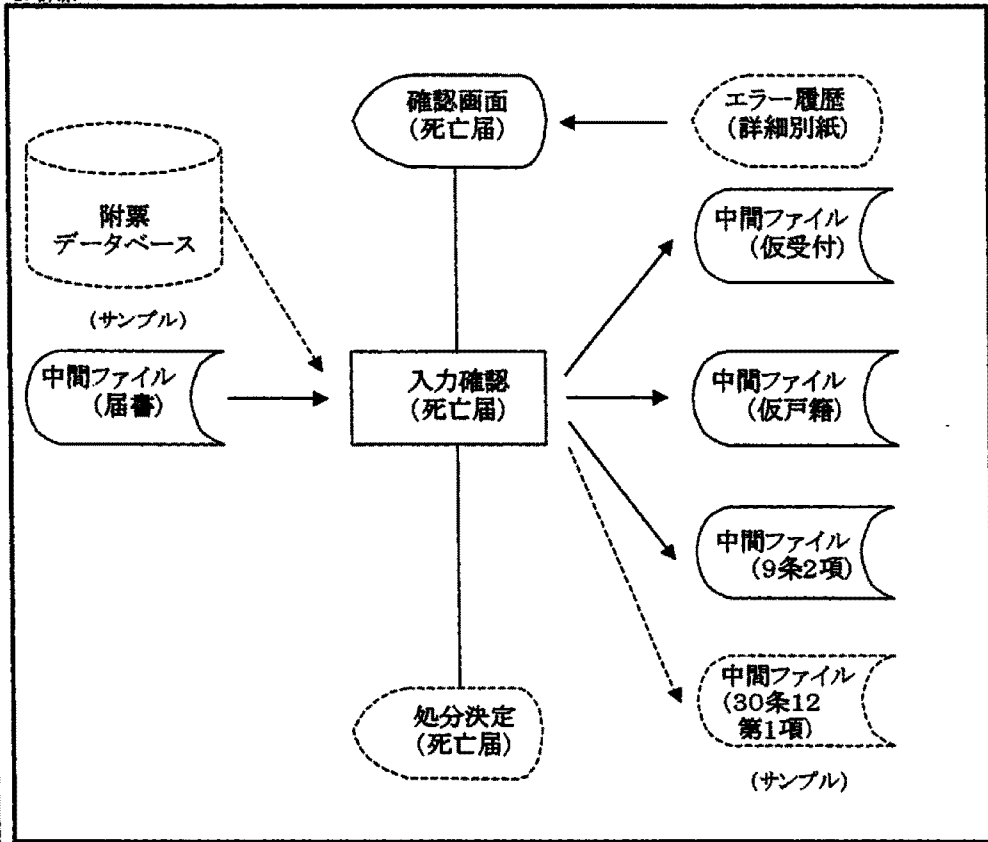 確認画面
(死亡届)
エラー履歴
(詳細別紙)
附票
データベース
(サンプル)
中間ファイル
(仮受付)
中間ファイル
(届書)
入力確認
(死亡届)
中間ファイル
(仮戸籍)
中間ファイル
(9条2項)
処分決定
(死亡届)
中間ファイル
(30条12
第1項)
(サンプル)